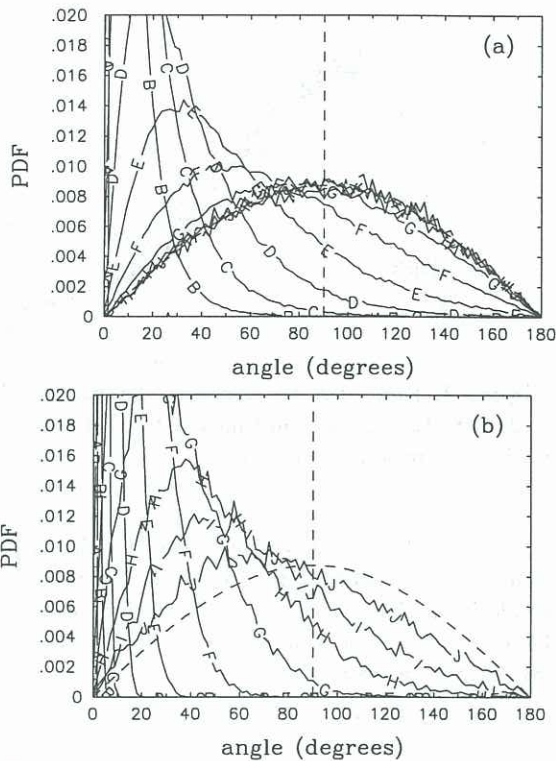 .020
.018
.016
.014
.012
.010
.008
.006
.004
.002
0
PDF
(a)
A
D
D
B
B
B
C
C
C
C
D
D
D
D
D
E
E
E
E
E
E
F
F
F
F
G
G
G
0 20 40 60 80 100 120 140 160 180
angle (degrees)
.020
.018
.016
.014
.012
.010
.008
.006
.004
.002
0
PDF
(b)
A
B
C
D
D
D
E
E
E
F
F
F
G
G
G
G
G
H
H
H
H
H
I
I
I
J
J
J
J
0 20 40 60 80 100 120 140 160 180
angle (degrees)